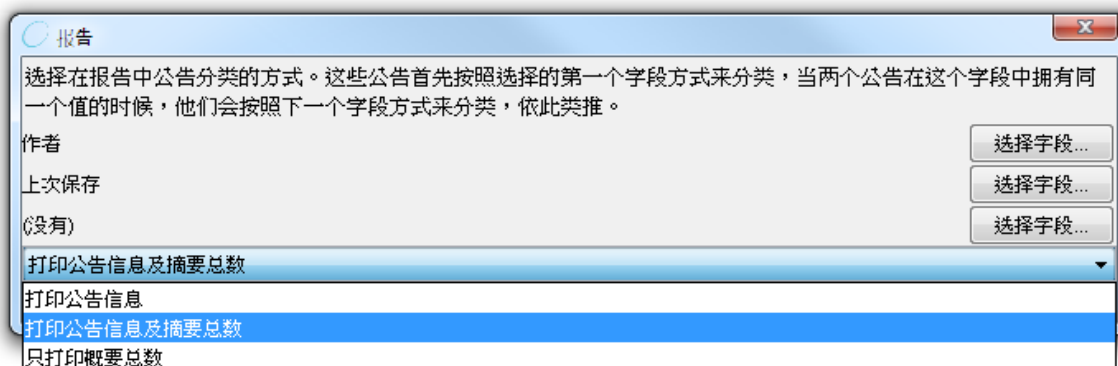 报告
选择在报告中公告分类的方式。这些公告首先按照选择的第一个字段方式来分类，当两个公告在这个字段中拥有同
一个值的时候，他们会按照下一个字段方式来分类，依此类推。
作者 选择字段...
上次保存 选择字段...
(没有) 选择字段...
打印公告信息及摘要总数
打印公告信息
打印公告信息及摘要总数
只打印概要总数